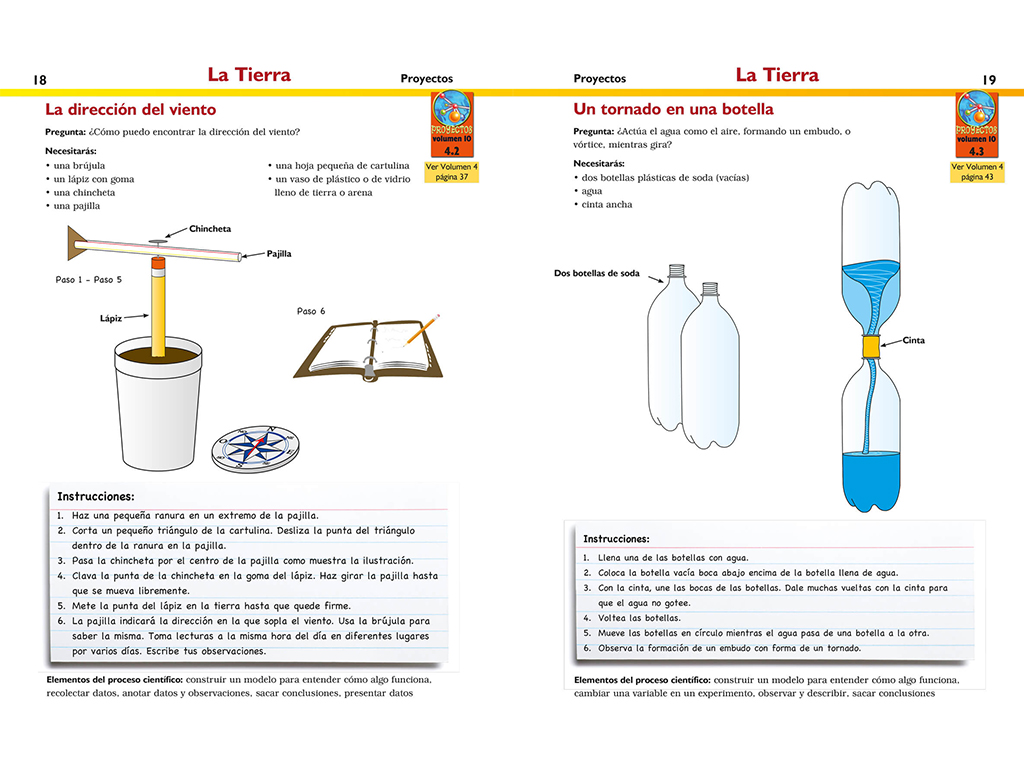 18
La Tierra
Proyectos
La dirección del viento
Pregunta: ¿Cómo puedo encontrar la dirección del viento?
Necesitarás:
• una brújula
• un lápiz con goma
• una chincheta
• una pajilla
• una hoja pequeña de cartulina
• un vaso de plástico o de vidrio
lleno de tierra o arena
PROYECTOS
volumen 10
4.2
Ver Volumen 4
página 37
Chincheta
Pajilla
Paso 1 – Paso 5
Lápiz
Paso 6
N
NE
E
SE
S
SO
O
NO
Instrucciones:
1. Haz una pequeña ranura en un extremo de la pajilla.
2. Corta un pequeño triángulo de la cartulina. Desliza la punta del triángulo
dentro de la ranura en la pajilla.
3. Pasa la chincheta por el centro de la pajilla como muestra la ilustración.
4. Clava la punta de la chincheta en la goma del lápiz. Haz girar la pajilla hasta
que se mueva libremente.
5. Mete la punta del lápiz en la tierra hasta que quede firme.
6. La pajilla indicará la dirección en la que sopla el viento. Usa la brújula para
saber la misma. Toma lecturas a la misma hora del día en diferentes lugares
por varios días. Escribe tus observaciones.
Elementos del proceso científico: construir un modelo para entender cómo algo funciona,
recolectar datos, anotar datos y observaciones, sacar conclusiones, presentar datos
Proyectos
La Tierra
19
Un tornado en una botella
Pregunta: ¿Actúa el agua como el aire, formando un embudo, o
vórtice, mientras gira?
Necesitarás:
• dos botellas plásticas de soda (vacías)
• agua
• cinta ancha
PROYECTOS
volumen 10
4.3
Ver Volumen 4
página 43
Dos botellas de soda
Cinta
Instrucciones:
1. Llena una de las botellas con agua.
2. Coloca la botella vacía boca abajo encima de la botella llena de agua.
3. Con la cinta, une las bocas de las botellas. Dale muchas vueltas con la cinta para
que el agua no gotee.
4. Voltea las botellas.
5. Mueve las botellas en círculo mientras el agua pasa de una botella a la otra.
6. Observa la formación de un embudo con forma de un tornado.
Elementos del proceso científico: construir un modelo para entender cómo algo funciona,
cambiar una variable en un experimento, observar y describir, sacar conclusiones